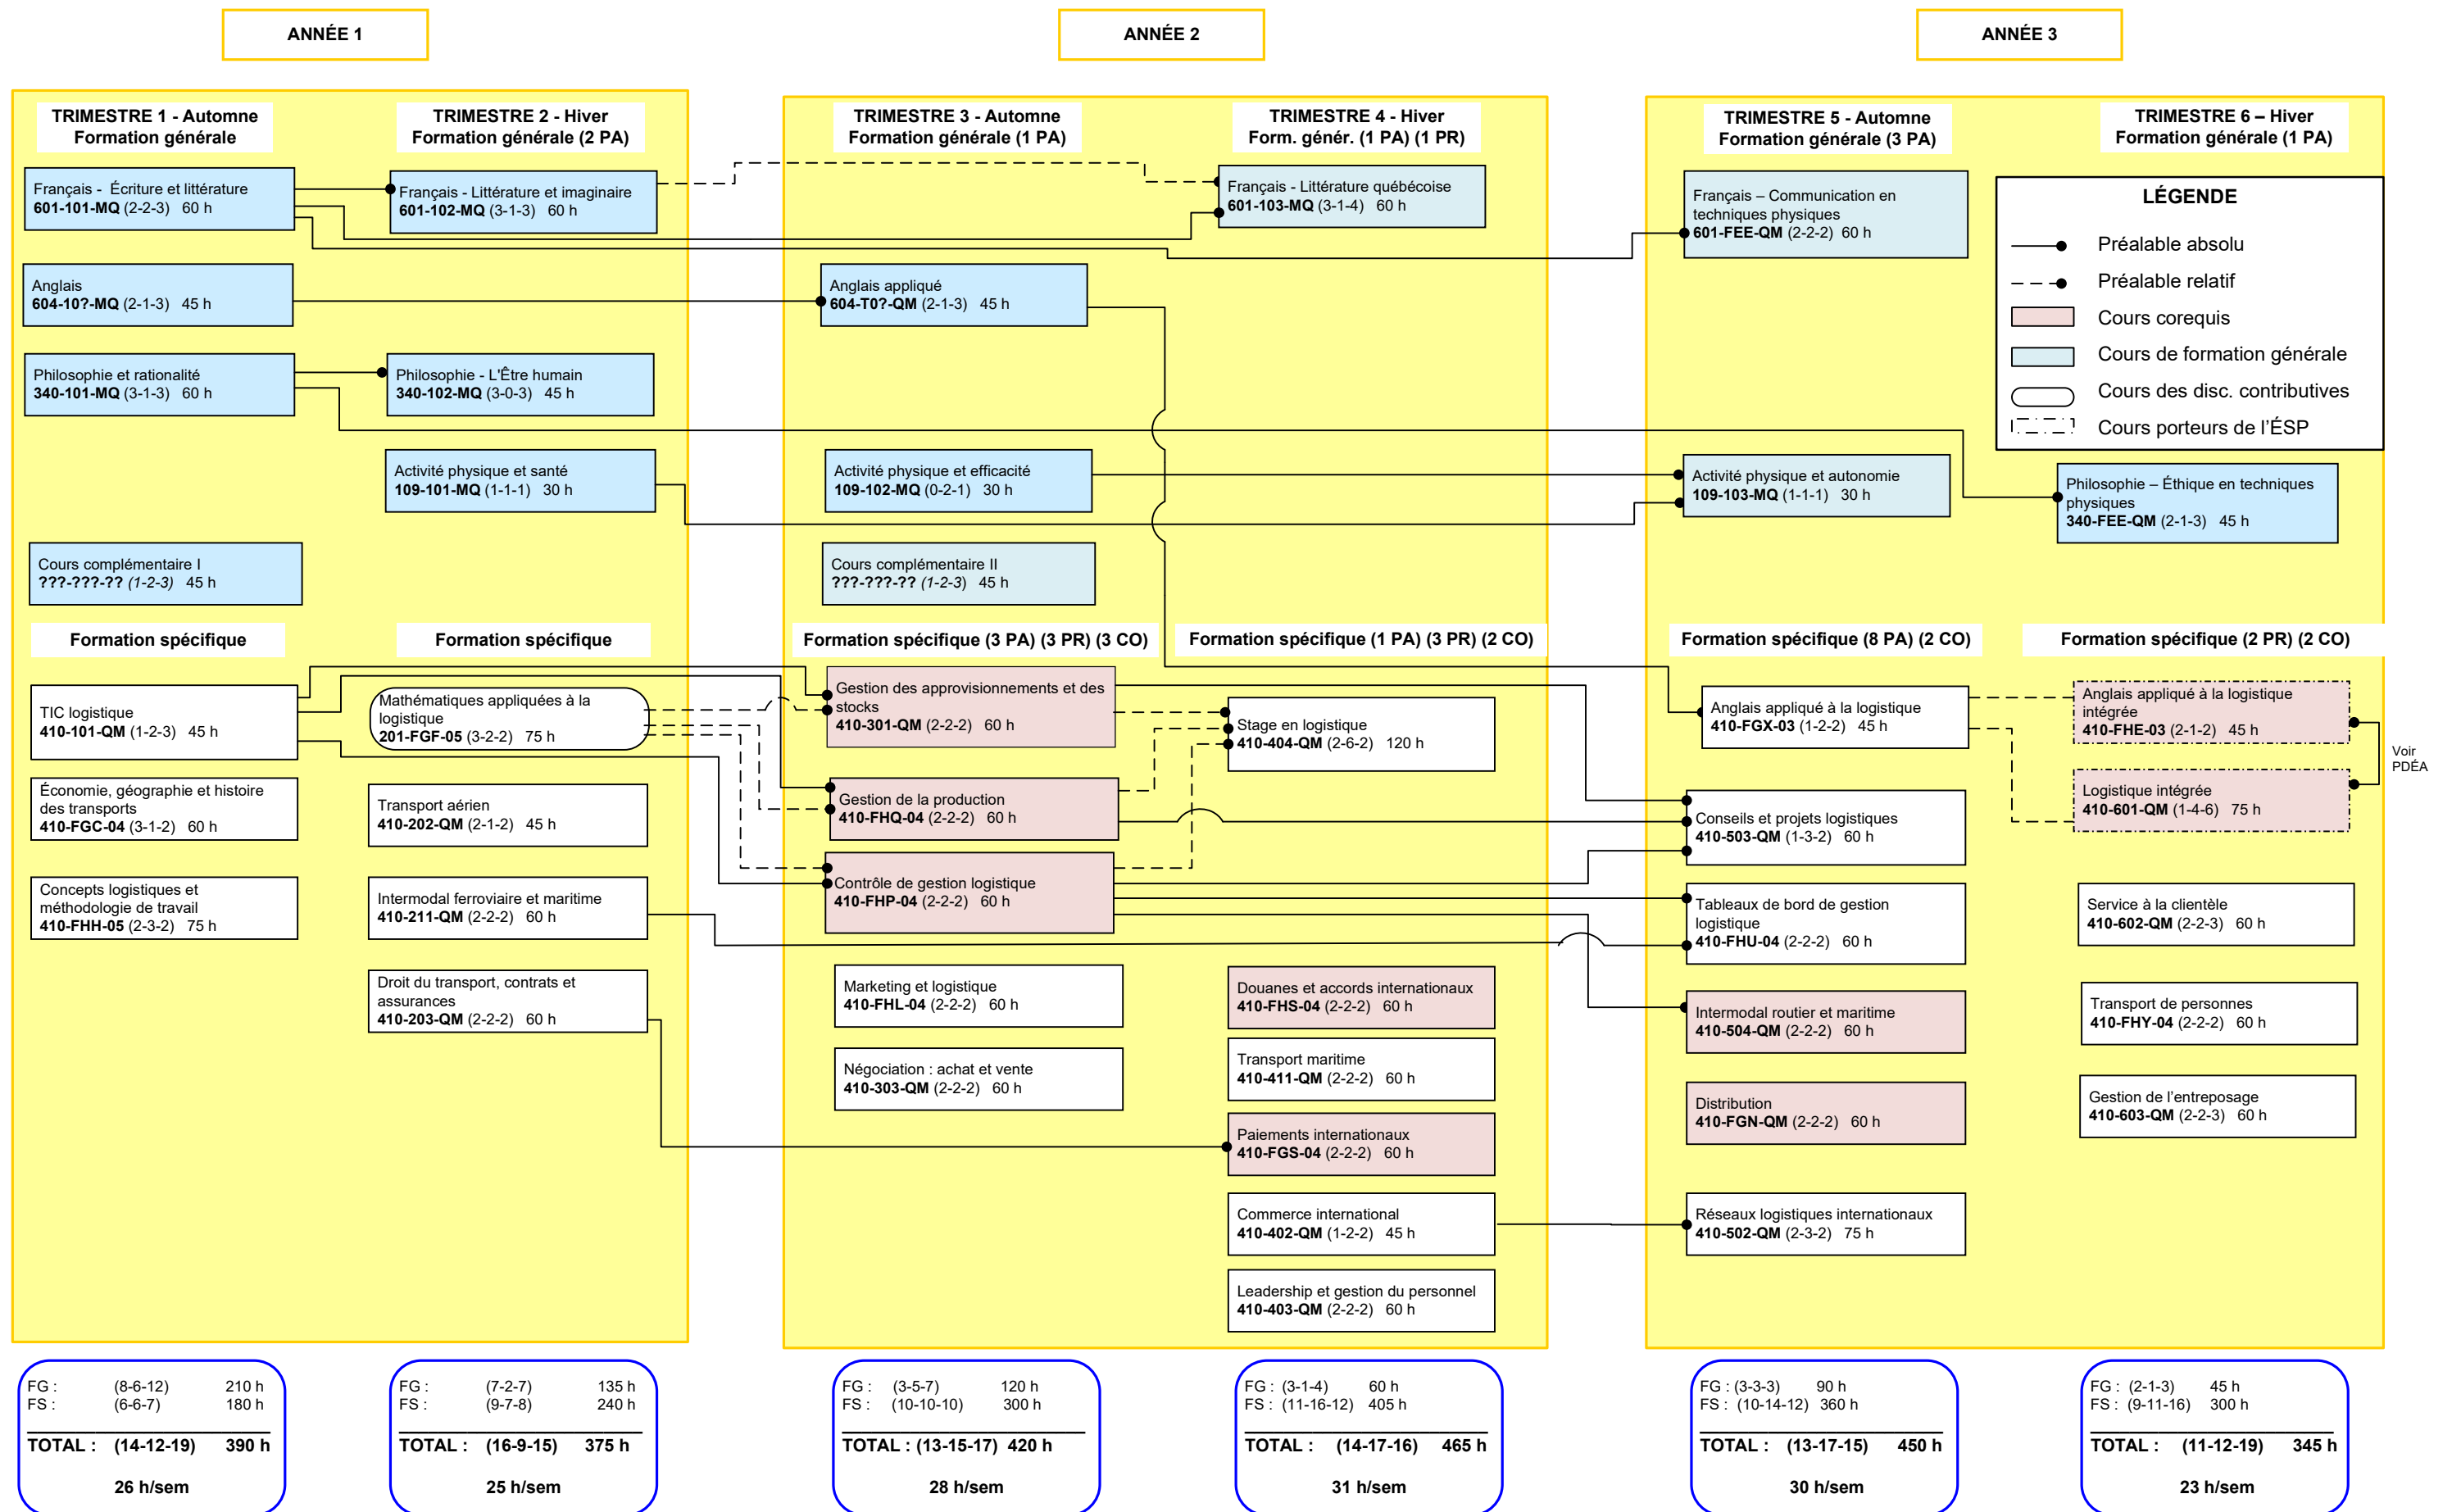 ANNÉE 1
ANNÉE 2
ANNÉE 3
TRIMESTRE 1 - Automne
Formation générale
TRIMESTRE 2 - Hiver
Formation générale (2 PA)
TRIMESTRE 3 - Automne
Formation générale (1 PA)
TRIMESTRE 4 - Hiver
Form. génér. (1 PA) (1 PR)
TRIMESTRE 5 - Automne
Formation générale (3 PA)
TRIMESTRE 6 – Hiver
Formation générale (1 PA)
Français -  Écriture et littérature
601-101-MQ (2-2-3)   60 h
Français - Littérature et imaginaire
601-102-MQ (3-1-3)   60 h
Français - Littérature québécoise
601-103-MQ (3-1-4)   60 h
Français – Communication en
techniques physiques
601-FEE-QM (2-2-2)  60 h
LÉGENDE
Préalable absolu
Préalable relatif
Cours corequis
Cours de formation générale
Cours des disc. contributives
Cours porteurs de l’ÉSP
Anglais
604-10?-MQ (2-1-3)   45 h
Anglais appliqué
604-T0?-QM (2-1-3)   45 h
Philosophie et rationalité
340-101-MQ (3-1-3)   60 h
Philosophie - L'Être humain
340-102-MQ (3-0-3)   45 h
Activité physique et santé
109-101-MQ (1-1-1)   30 h
Activité physique et efficacité
109-102-MQ (0-2-1)   30 h
Activité physique et autonomie
109-103-MQ (1-1-1)   30 h
Philosophie – Éthique en techniques
physiques
340-FEE-QM (2-1-3)   45 h
Cours complémentaire I
???-???-?? (1-2-3)   45 h
Cours complémentaire II
???-???-?? (1-2-3)   45 h
Formation spécifique
Formation spécifique
Formation spécifique (3 PA) (3 PR) (3 CO)
Formation spécifique (1 PA) (3 PR) (2 CO)
Formation spécifique (8 PA) (2 CO)
Formation spécifique (2 PR) (2 CO)
TIC logistique
410-101-QM (1-2-3)   45 h
Économie, géographie et histoire
des transports
410-FGC-04 (3-1-2)   60 h
Concepts logistiques et
méthodologie de travail
410-FHH-05 (2-3-2)   75 h
Mathématiques appliquées à la
logistique
201-FGF-05 (3-2-2)   75 h
Transport aérien
410-202-QM (2-1-2)   45 h
Intermodal ferroviaire et maritime
410-211-QM (2-2-2)   60 h
Droit du transport, contrats et
assurances
410-203-QM (2-2-2)   60 h
Gestion des approvisionnements et des
stocks
410-301-QM (2-2-2)   60 h
Gestion de la production
410-FHQ-04 (2-2-2)   60 h
Contrôle de gestion logistique
410-FHP-04 (2-2-2)   60 h
Marketing et logistique
410-FHL-04 (2-2-2)   60 h
Négociation : achat et vente
410-303-QM (2-2-2)   60 h
Stage en logistique
410-404-QM (2-6-2)   120 h
Douanes et accords internationaux
410-FHS-04 (2-2-2)   60 h
Transport maritime
410-411-QM (2-2-2)   60 h
Paiements internationaux
410-FGS-04 (2-2-2)   60 h
Commerce international
410-402-QM (1-2-2)   45 h
Leadership et gestion du personnel
410-403-QM (2-2-2)   60 h
Anglais appliqué à la logistique
410-FGX-03 (1-2-2)   45 h
Conseils et projets logistiques
410-503-QM (1-3-2)   60 h
Tableaux de bord de gestion
logistique
410-FHU-04 (2-2-2)   60 h
Intermodal routier et maritime
410-504-QM (2-2-2)   60 h
Distribution
410-FGN-QM (2-2-2)   60 h
Réseaux logistiques internationaux
410-502-QM (2-3-2)   75 h
Anglais appliqué à la logistique
intégrée
410-FHE-03 (2-1-2)   45 h
Logistique intégrée
410-601-QM (1-4-6)   75 h
Voir
PDÉA
Service à la clientèle
410-602-QM (2-2-3)   60 h
Transport de personnes
410-FHY-04 (2-2-2)   60 h
Gestion de l’entreposage
410-603-QM (2-2-3)   60 h
FG : (8-6-12) 210 h
FS : (6-6-7) 180 h
TOTAL : (14-12-19) 390 h
26 h/sem
FG : (7-2-7) 135 h
FS : (9-7-8) 240 h
TOTAL : (16-9-15) 375 h
25 h/sem
FG : (3-5-7) 120 h
FS : (10-10-10) 300 h
TOTAL : (13-15-17) 420 h
28 h/sem
FG : (3-1-4) 60 h
FS : (11-16-12) 405 h
TOTAL : (14-17-16) 465 h
31 h/sem
FG : (3-3-3) 90 h
FS : (10-14-12) 360 h
TOTAL : (13-17-15) 450 h
30 h/sem
FG : (2-1-3) 45 h
FS : (9-11-16) 300 h
TOTAL : (11-12-19) 345 h
23 h/sem